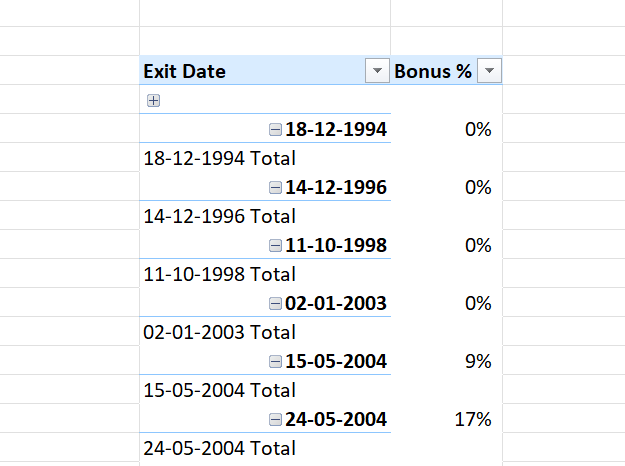 Exit Date Bonus %
18-12-1994 0%
18-12-1994 Total
14-12-1996 0%
14-12-1996 Total
11-10-1998 0%
11-10-1998 Total
02-01-2003 0%
02-01-2003 Total
15-05-2004 9%
15-05-2004 Total
24-05-2004 17%
24-05-2004 Total